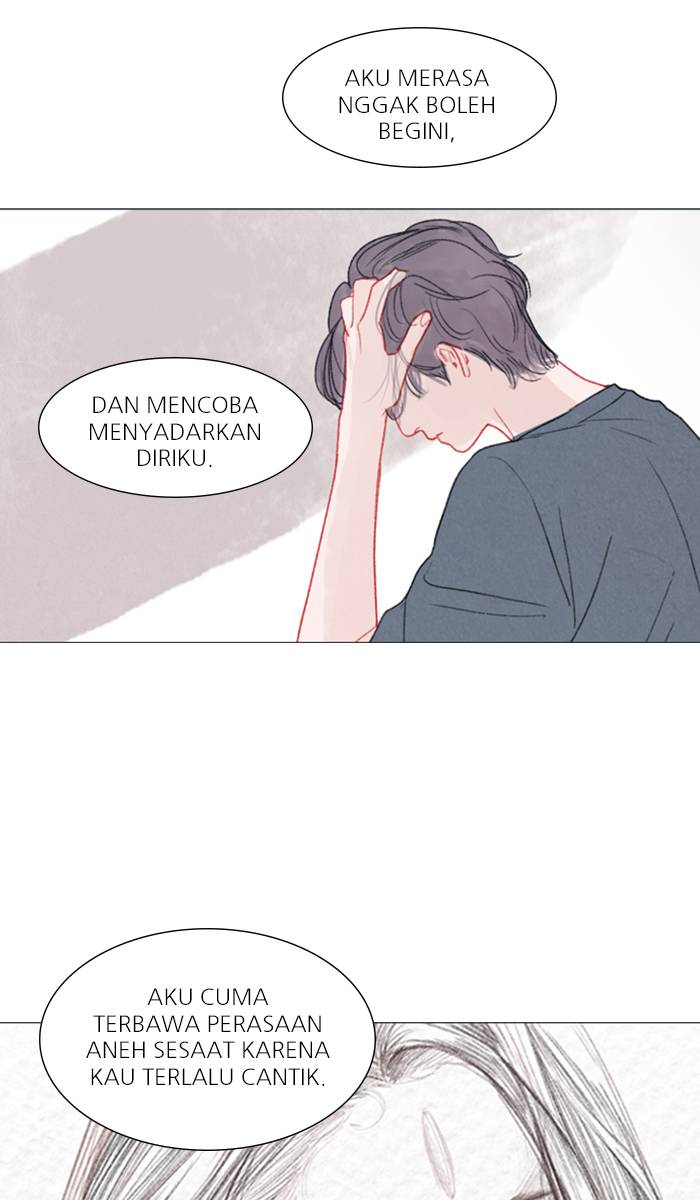 AKU MERASA
NGGAK BOLEH
BEGINI,
DAN MENCOBA
MENYADARKAN
DIRIKU.
AKU CUMA
TERBAWA PERASAAN
ANEH SESAAT KARENA
KAU TERLALU CANTIK.